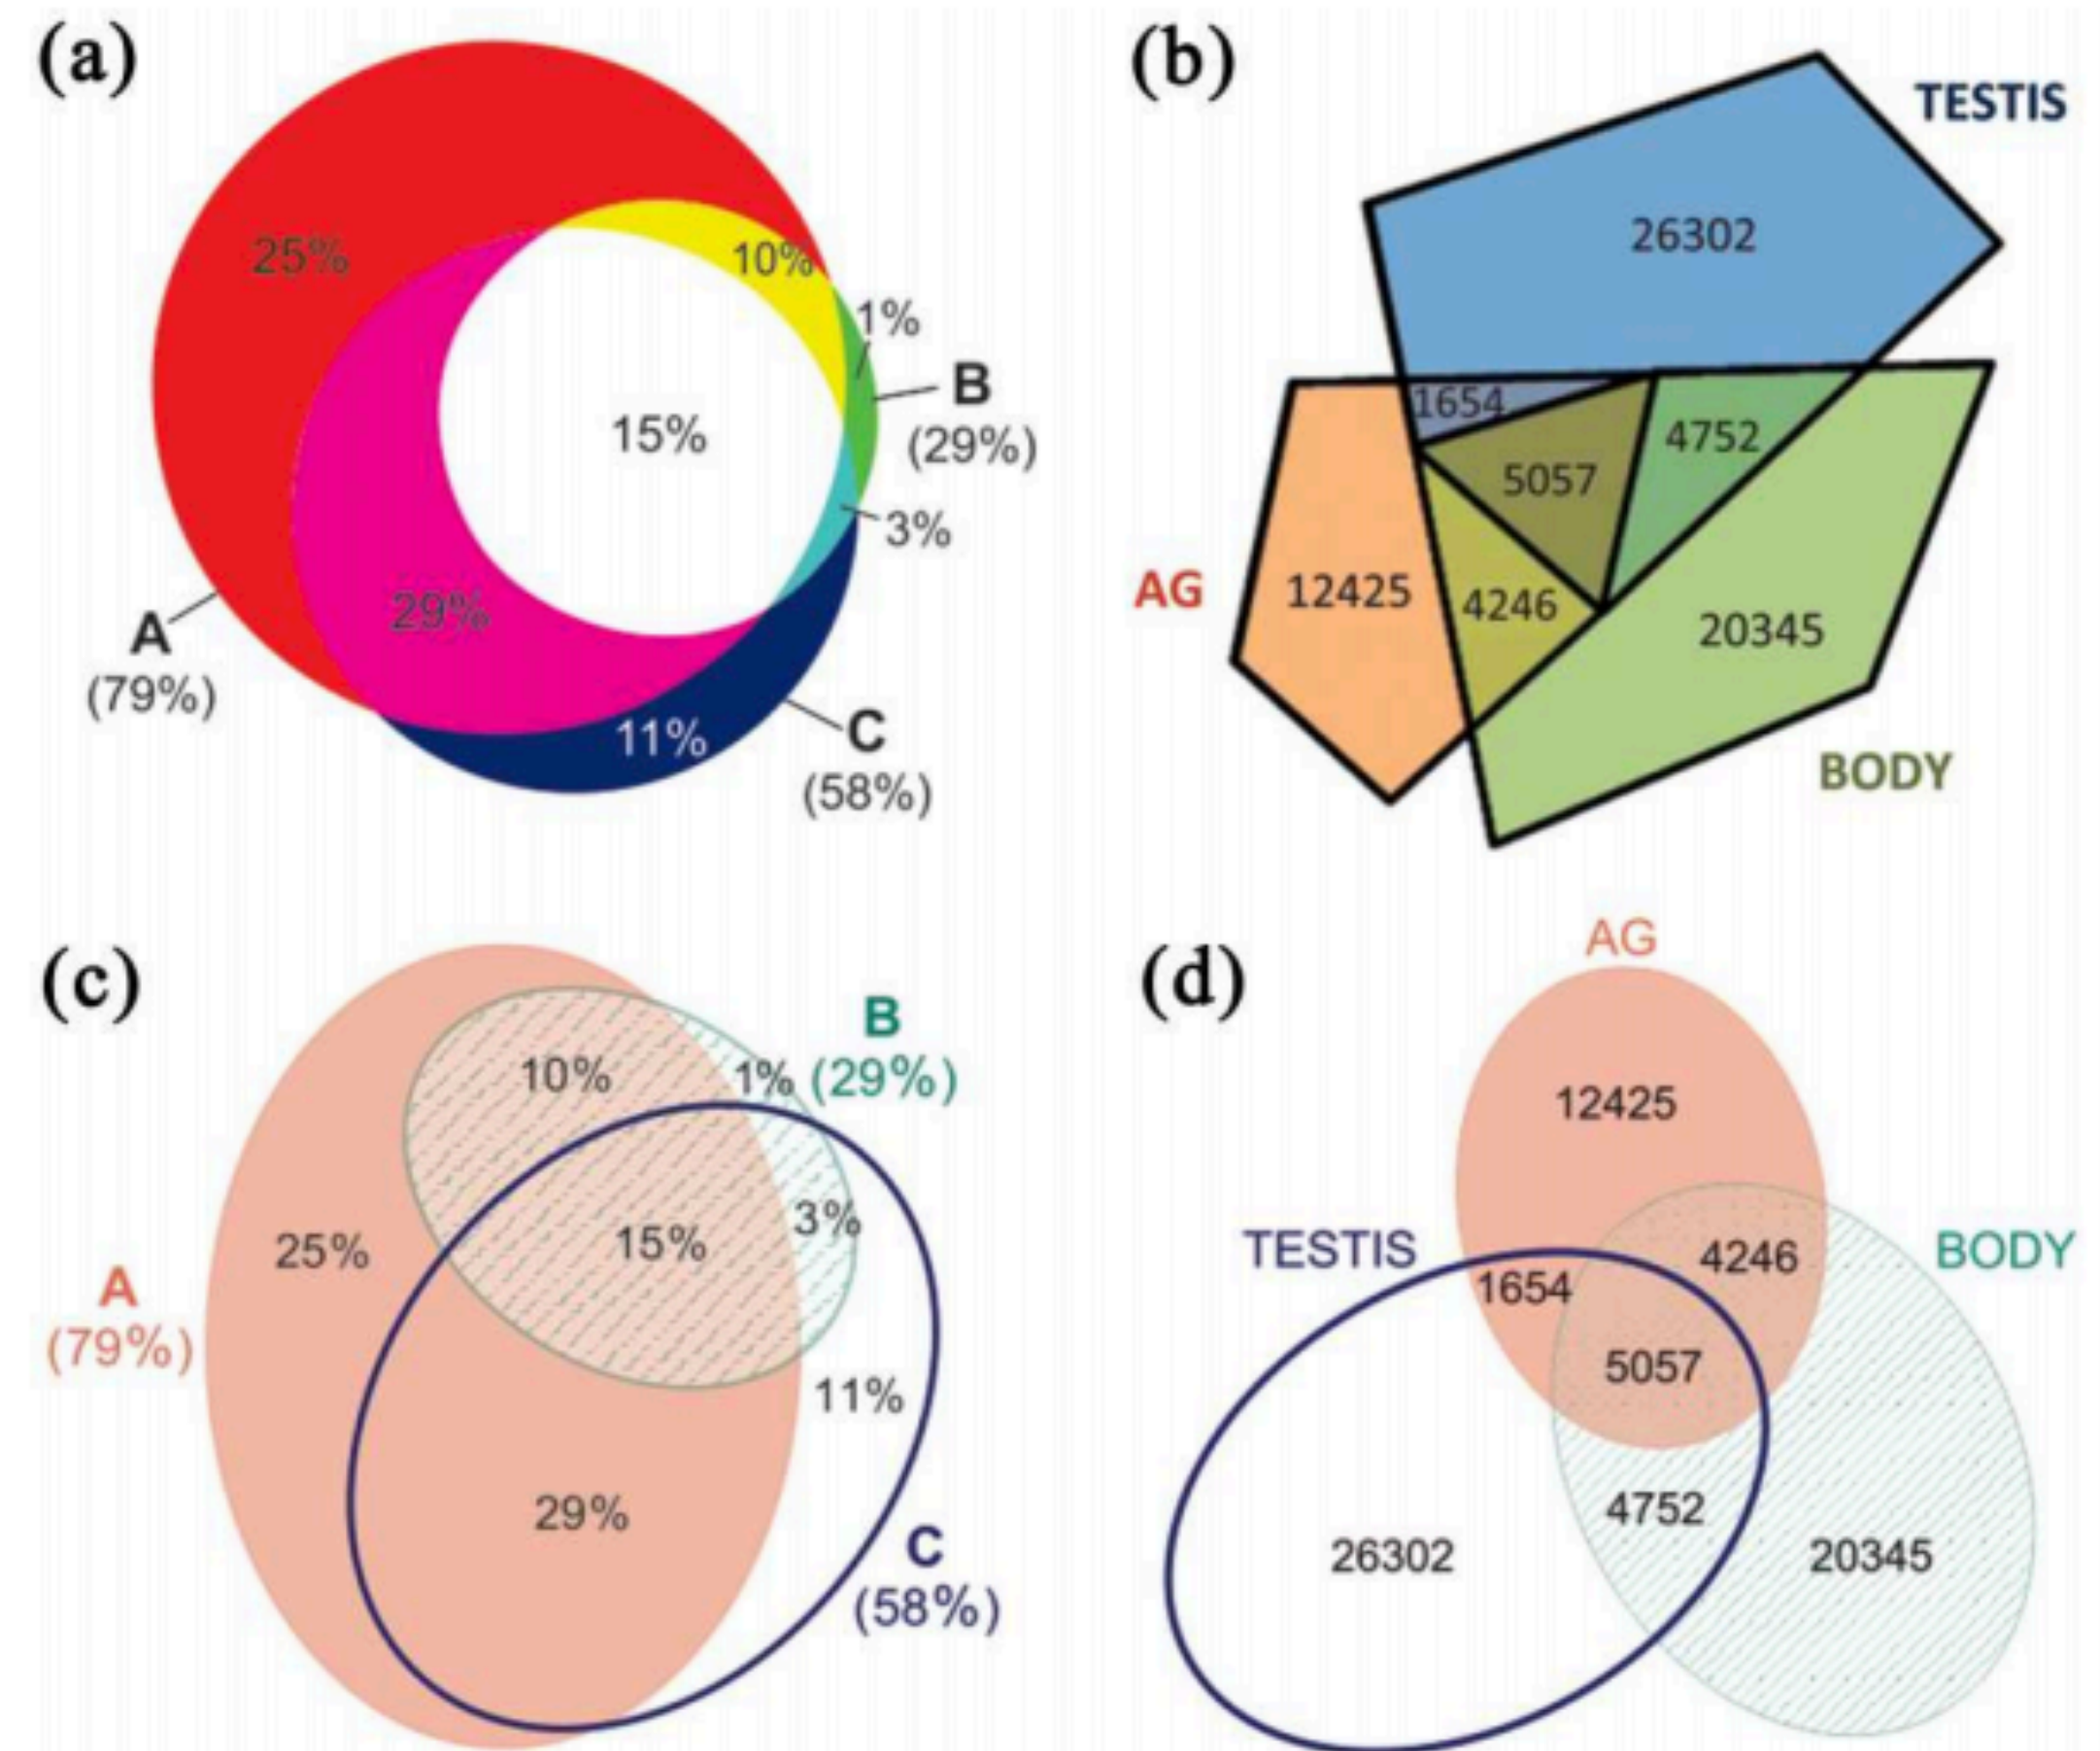 (a)
25%
10%
1%
B
(29%)
15%
3%
29%
A
(79%)
C
(58%)
11%
(b)
TESTIS
26302
1654
4752
5057
AG
12425
4246
20345
BODY
(c)
B
(29%)
10%
1%
3%
25%
15%
A
(79%)
11%
29%
C
(58%)
(d)
AG
12425
TESTIS
BODY
4246
1654
5057
4752
26302
20345